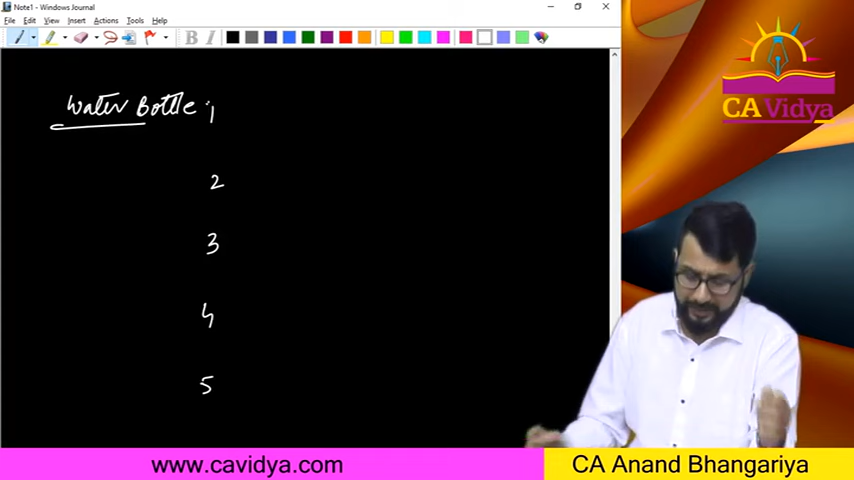 Note1 - Windows Journal
File Edit View Insert Actions Tools Help
B I
CA Vidya
Water Bottle : 1
2
3
4
5
www.cavidya.com
CA Anand Bhangariya